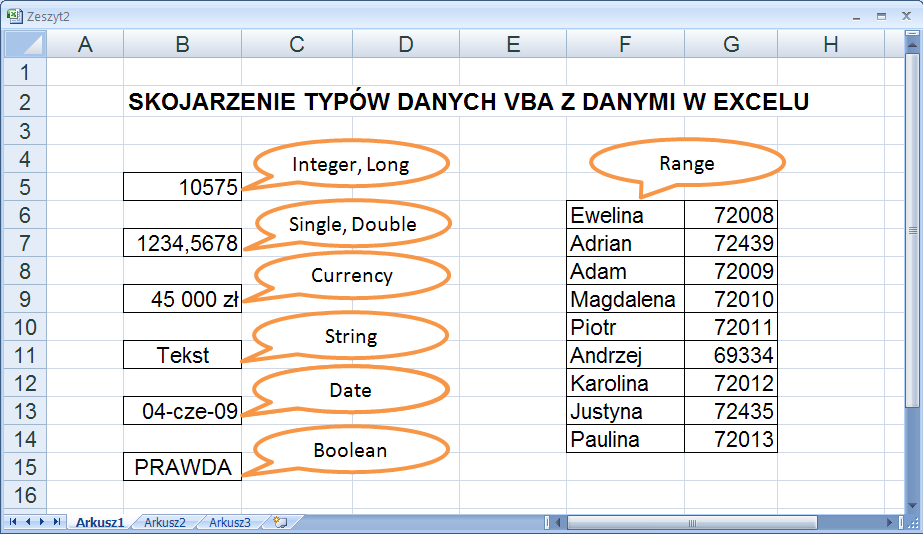 Zeszyt2
A B C D E F G H
1
2 SKOJARZENIE TYPÓW DANYCH VBA Z DANYMI W EXCELU
3
4 Integer, Long Range
5 10575
6 Single, Double Ewelina 72008
7 1234,5678 Adrian 72439
8 Currency Adam 72009
9 45 000 zł Magdalena 72010
10 String Piotr 72011
11 Tekst Andrzej 69334
12 Date Karolina 72012
13 04-cze-09 Justyna 72435
14 Boolean Paulina 72013
15 PRAWDA
16
Arkusz1 Arkusz2 Arkusz3